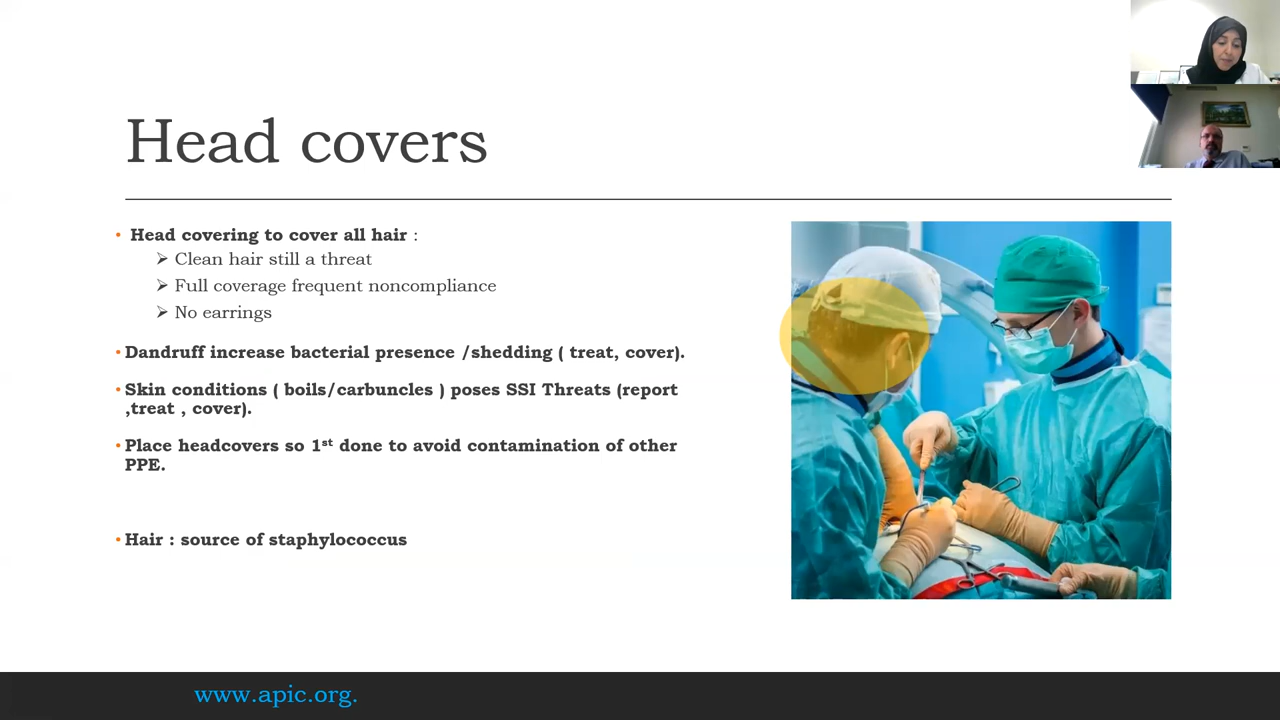 Head covers
• Head covering to cover all hair :
➢ Clean hair still a threat
➢ Full coverage frequent noncompliance
➢ No earrings
• Dandruff increase bacterial presence /shedding ( treat, cover).
• Skin conditions ( boils/carbuncles ) poses SSI Threats (report
,treat , cover).
• Place headcovers so 1st done to avoid contamination of other
PPE.
• Hair : source of staphylococcus
www.apic.org.